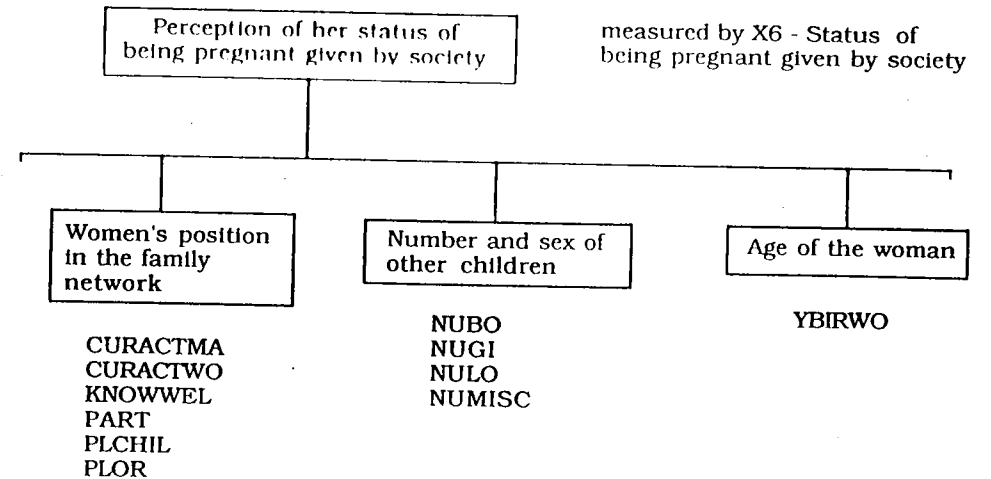 Perception of her status of
being pregnant given by society
measured by X6 - Status of
being pregnant given by society
Women's position
in the family
network
CURACTMA
CURACTWO
KNOWWEL
PART
PLCHIL
PLOR
Number and sex of
other children
NUBO
NUGI
NULO
NUMISC
Age of the woman
YBIRWO